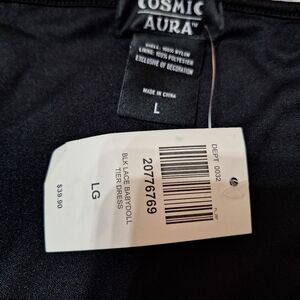 COSMIC
AURA
SHELL: 100% NYLON
LINING: 100% POLYESTER
EXCLUSIVE OF DECORATION
MADE IN CHINA
L
DEPT 0032
20776769
BLK LACE BABYDOLL
TIER DRESS
LG
$39.90